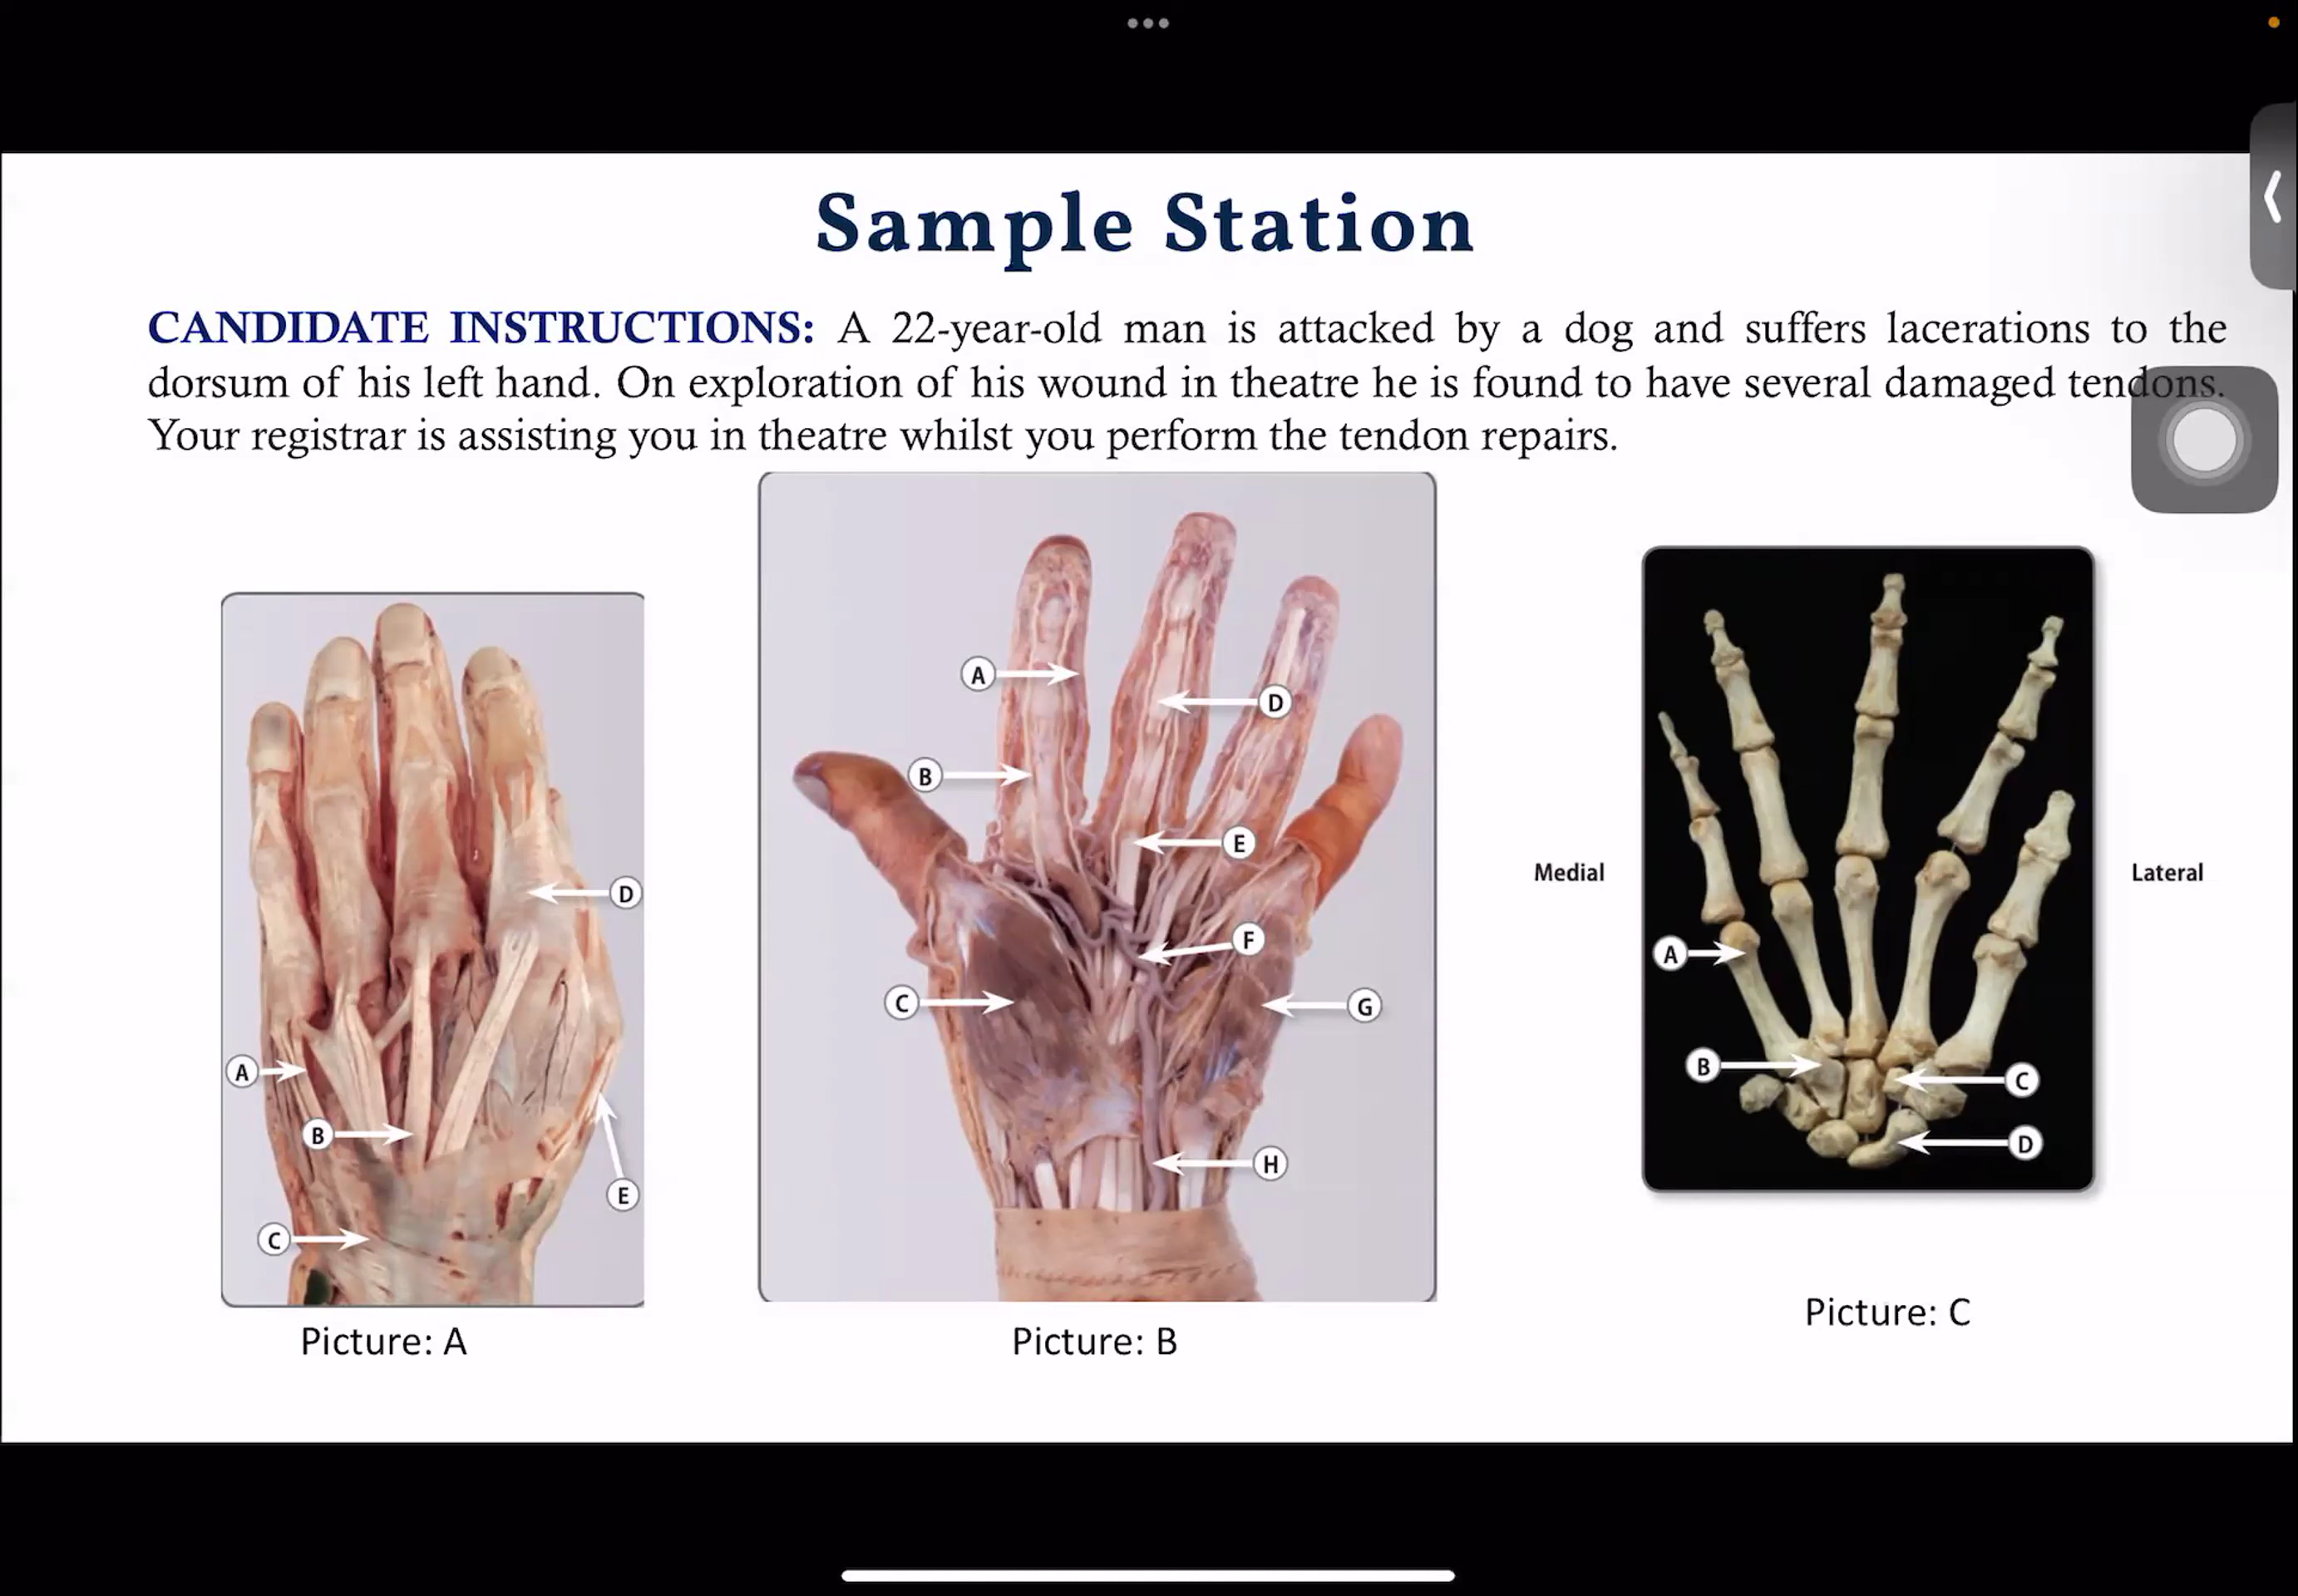 Sample Station
CANDIDATE INSTRUCTIONS: A 22-year-old man is attacked by a dog and suffers lacerations to the
dorsum of his left hand. On exploration of his wound in theatre he is found to have several damaged tendons.
Your registrar is assisting you in theatre whilst you perform the tendon repairs.
D
A
B
E
C
Picture: A
A
D
B
E
F
C
G
H
Picture: B
Medial
Lateral
A
B
C
D
Picture: C